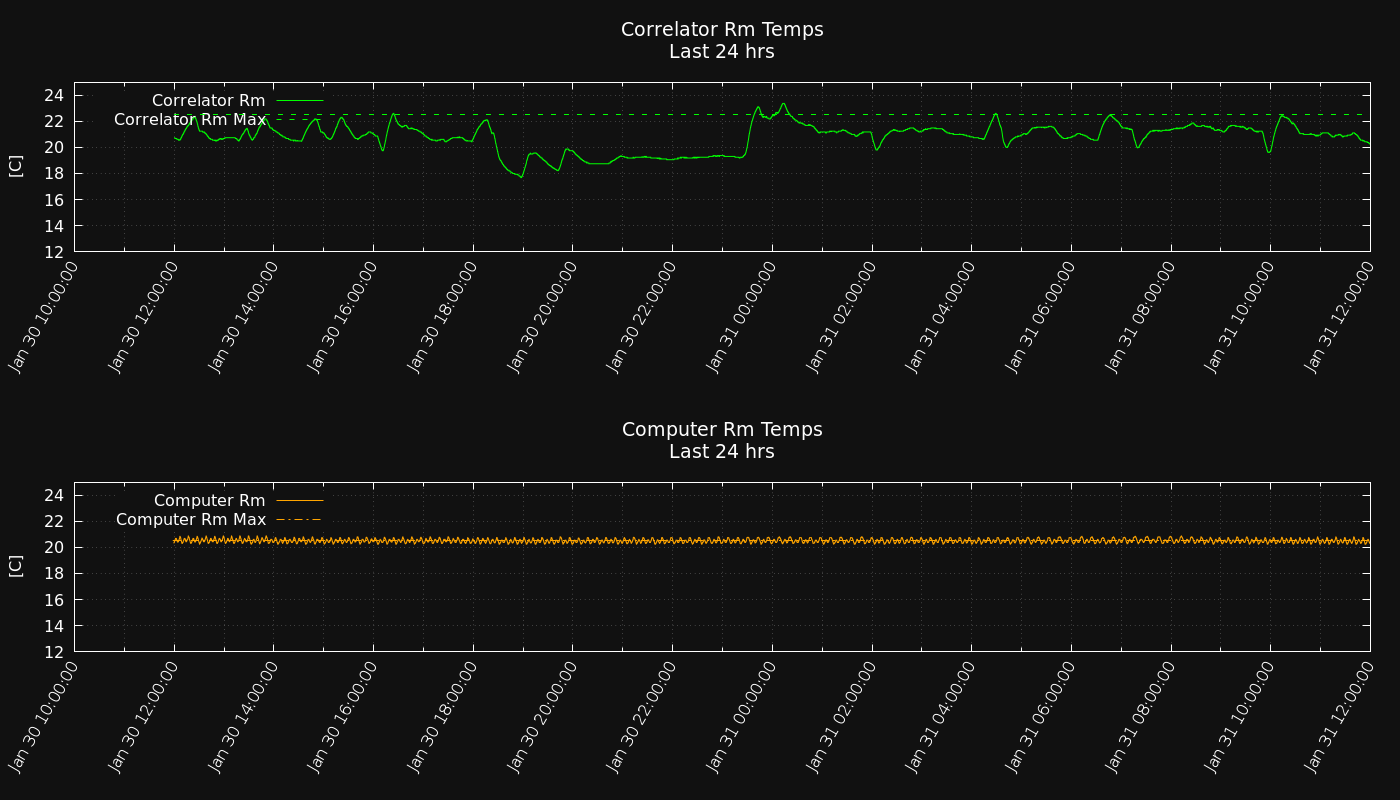 Correlator Rm Temps
Last 24 hrs
Correlator Rm
Correlator Rm Max
[C]
24
22
20
18
16
14
12
Jan 30 10:00:00
Jan 30 12:00:00
Jan 30 14:00:00
Jan 30 16:00:00
Jan 30 18:00:00
Jan 30 20:00:00
Jan 30 22:00:00
Jan 31 00:00:00
Jan 31 02:00:00
Jan 31 04:00:00
Jan 31 06:00:00
Jan 31 08:00:00
Jan 31 10:00:00
Jan 31 12:00:00
Computer Rm Temps
Last 24 hrs
Computer Rm
Computer Rm Max
[C]
24
22
20
18
16
14
12
Jan 30 10:00:00
Jan 30 12:00:00
Jan 30 14:00:00
Jan 30 16:00:00
Jan 30 18:00:00
Jan 30 20:00:00
Jan 30 22:00:00
Jan 31 00:00:00
Jan 31 02:00:00
Jan 31 04:00:00
Jan 31 06:00:00
Jan 31 08:00:00
Jan 31 10:00:00
Jan 31 12:00:00